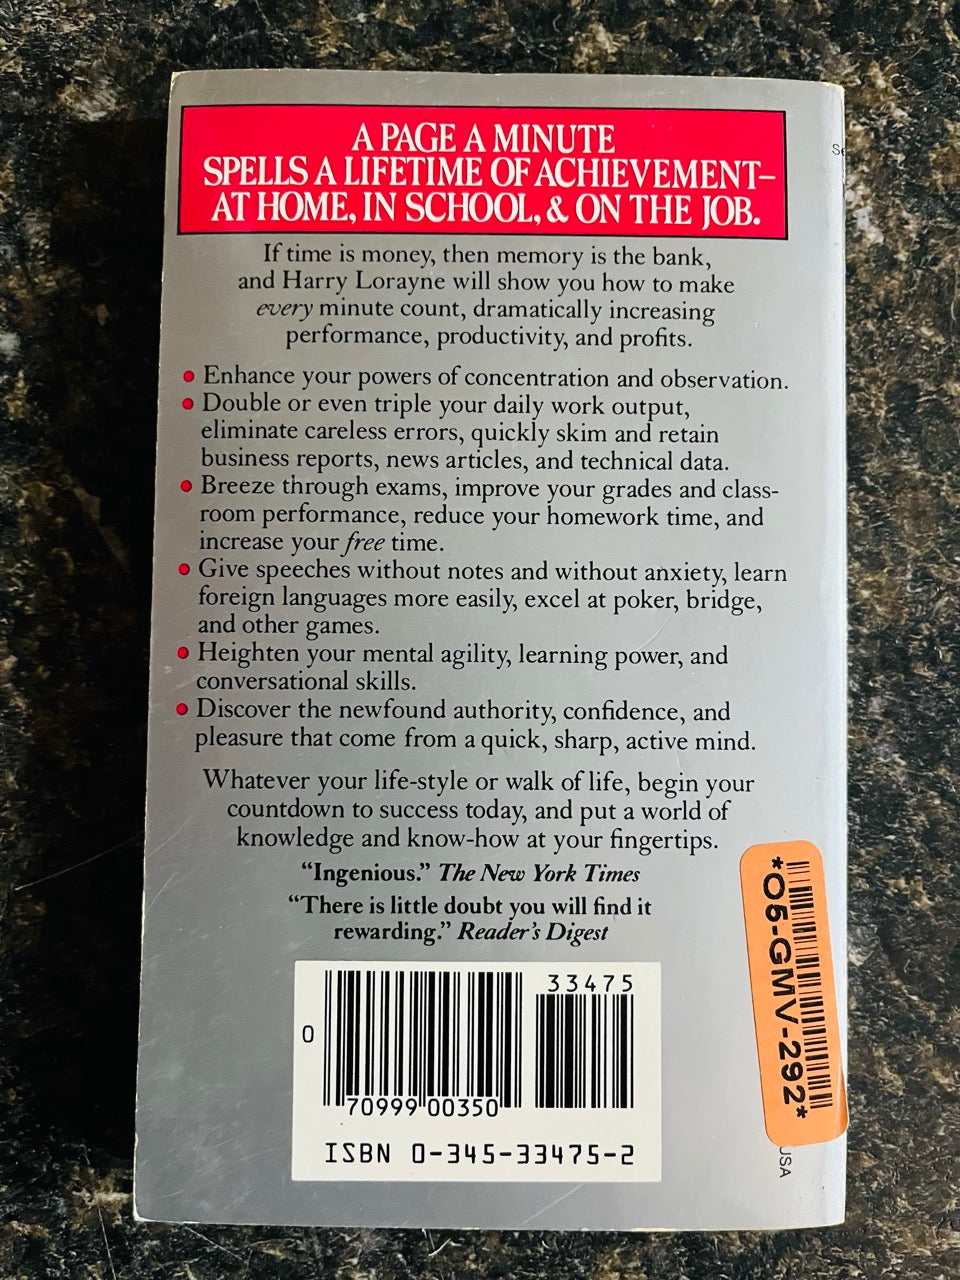 A PAGE A MINUTE
SPELLS A LIFETIME OF ACHIEVEMENT–
AT HOME, IN SCHOOL, & ON THE JOB.
If time is money, then memory is the bank,
and Harry Lorayne will show you how to make
every minute count, dramatically increasing
performance, productivity, and profits.
• Enhance your powers of concentration and observation.
• Double or even triple your daily work output,
eliminate careless errors, quickly skim and retain
business reports, news articles, and technical data.
• Breeze through exams, improve your grades and class-
room performance, reduce your homework time, and
increase your free time.
• Give speeches without notes and without anxiety, learn
foreign languages more easily, excel at poker, bridge,
and other games.
• Heighten your mental agility, learning power, and
conversational skills.
• Discover the newfound authority, confidence, and
pleasure that come from a quick, sharp, active mind.
Whatever your life-style or walk of life, begin your
countdown to success today, and put a world of
knowledge and know-how at your fingertips.
“Ingenious.” The New York Times
“There is little doubt you will find it
rewarding.” Reader's Digest
33475
0
70999 00350
ISBN 0-345-33475-2
*O5-GMV-292*
USA